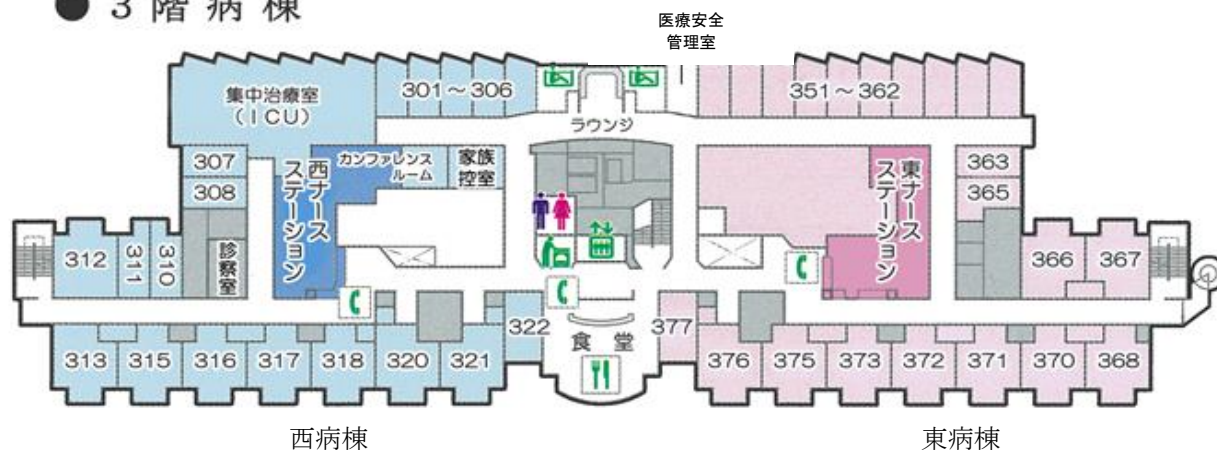 ● 3階病棟
医療安全
管理室
集中治療室
(ICU)
301～306
351～362
ラウンジ
307
308
西ナース
ステーション
カンファレンス
ルーム
家族
控室
東ナース
ステーション
363
365
312
311
310
診察室
366
367
313
315
316
317
318
320
321
322
食堂
377
376
375
373
372
371
370
368
西病棟
東病棟